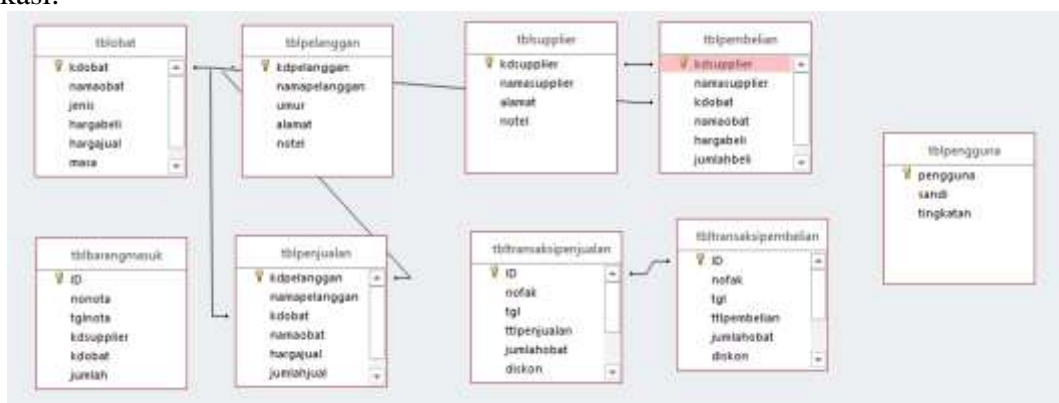 kasi.
tblobat
kdobat
namaobat
jenis
hargabeli
hargajual
masa
tblpelanggan
kdpelanggan
namapelanggan
umur
alamat
notel
tblsupplier
kdsupplier
namasupplier
alamat
notel
tblpembelian
kdsupplier
namasupplier
kdobat
namaobat
hargabeli
jumlahbeli
tblpengguna
pengguna
sandi
tingkatan
tblbarangmasuk
ID
nonota
tglnota
kdsupplier
kdobat
jumlah
tblpenjualan
kdpelanggan
namapelanggan
kdobat
namaobat
hargajual
jumlahjual
tbltransaksipenjualan
ID
nofak
tgl
ttlpenjualan
jumlahobat
diskon
tbltransaksipembelian
ID
nofak
tgl
ttlpembelian
jumlahobat
diskon